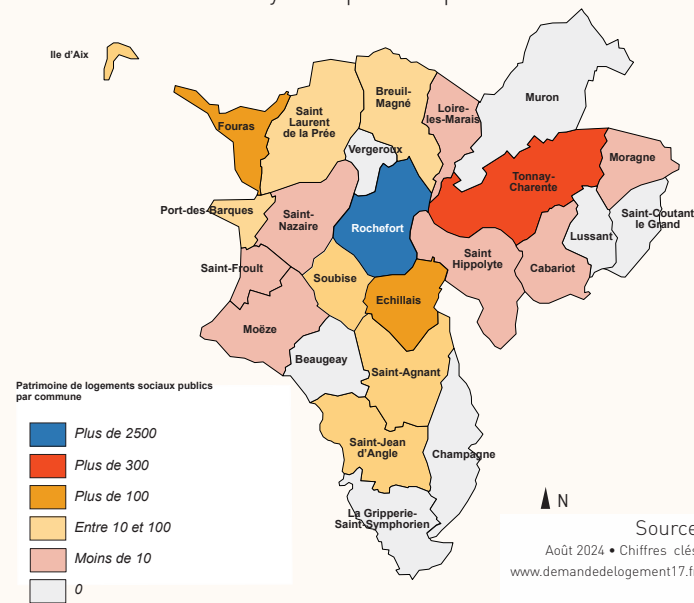 Ile d'Aix
Fouras
Saint
Laurent
de la Prée
Breuil-
Magné
Loire-
les-Marais
Muron
Vergeroux
Tonnay-
Charente
Moragne
Port-des-Barques
Saint-
Nazaire
Rochefort
Saint-Coutant
le Grand
Lussant
Saint-Froult
Soubise
Saint
Hippolyte
Cabariot
Echillais
Moëze
Beaugeay
Saint-Agnant
Patrimoine de logements sociaux publics
par commune
Plus de 2500
Plus de 300
Plus de 100
Entre 10 et 100
Moins de 10
0
Saint-Jean
d'Angle
Champagne
La Gripperie-
Saint Symphorien
N
Source
Août 2024 • Chiffres clés
www.demandedelogement17.f